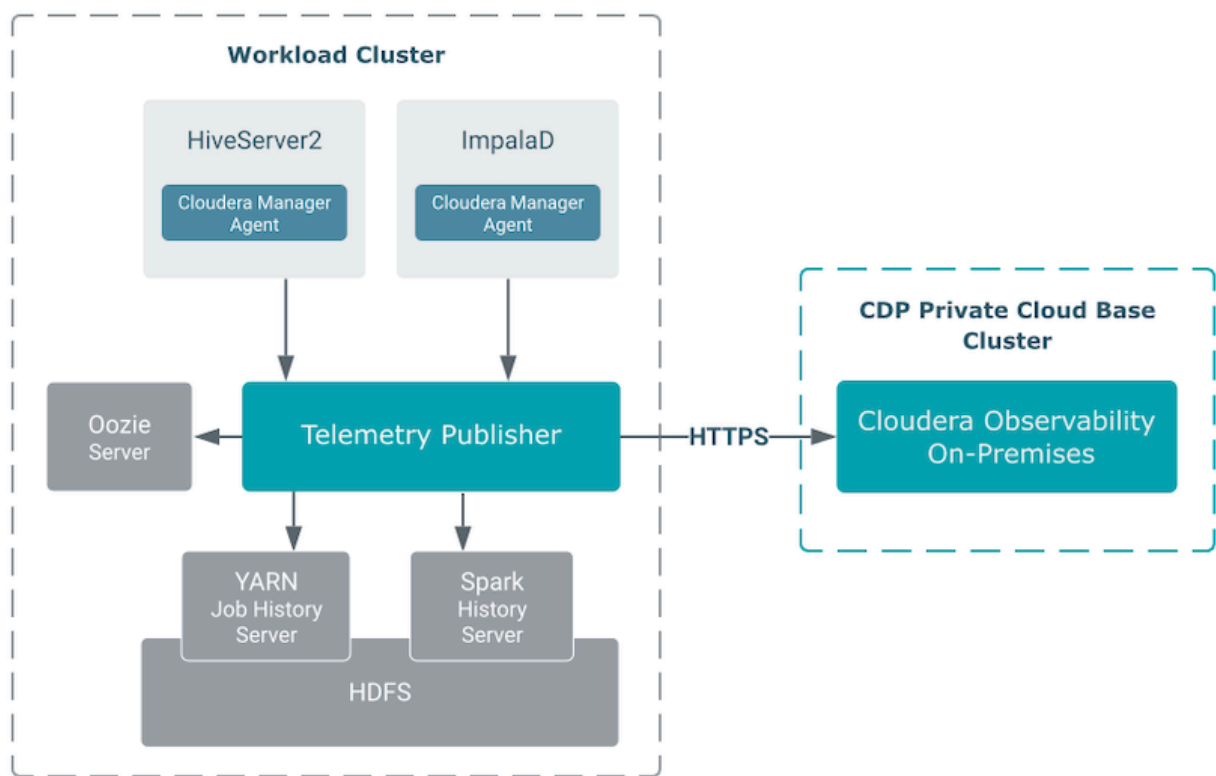 Workload Cluster
HiveServer2
ImpalaD
Cloudera Manager
Agent
Cloudera Manager
Agent
CDP Private Cloud Base
Cluster
Oozie
Server
Telemetry Publisher
HTTPS
Cloudera Observability
On-Premises
YARN
Job History
Server
Spark
History
Server
HDFS